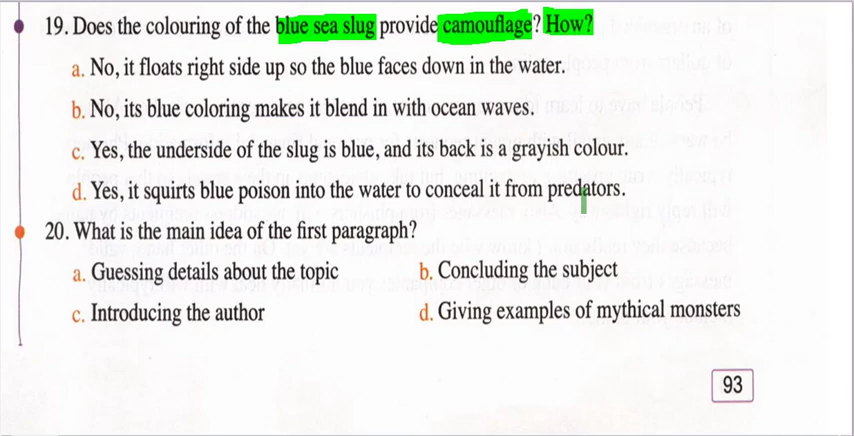 19. Does the colouring of the blue sea slug provide camouflage? How?
a. No, it floats right side up so the blue faces down in the water.
b. No, its blue coloring makes it blend in with ocean waves.
c. Yes, the underside of the slug is blue, and its back is a grayish colour.
d. Yes, it squirts blue poison into the water to conceal it from predators.
20. What is the main idea of the first paragraph?
a. Guessing details about the topic b. Concluding the subject
c. Introducing the author d. Giving examples of mythical monsters
93